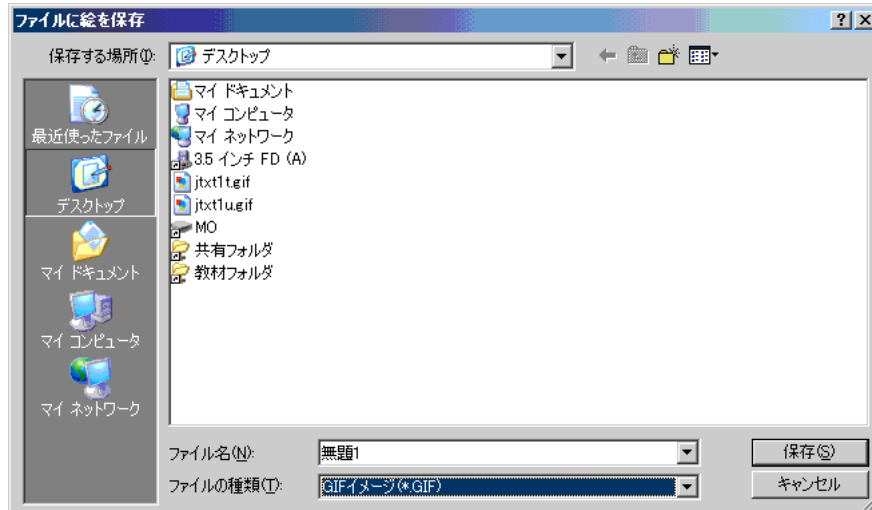 ファイルに絵を保存
保存する場所(I):
デスクトップ
最近使ったファイル
デスクトップ
マイ ドキュメント
マイ コンピュータ
マイ ネットワーク
マイ ドキュメント
マイ コンピュータ
マイ ネットワーク
3.5 インチ FD (A)
jtxt1t.gif
jtxt1u.gif
MO
共有フォルダ
教材フォルダ
ファイル名(N):
無題1
保存(S)
ファイルの種類(T):
GIFイメージ(*.GIF)
キャンセル